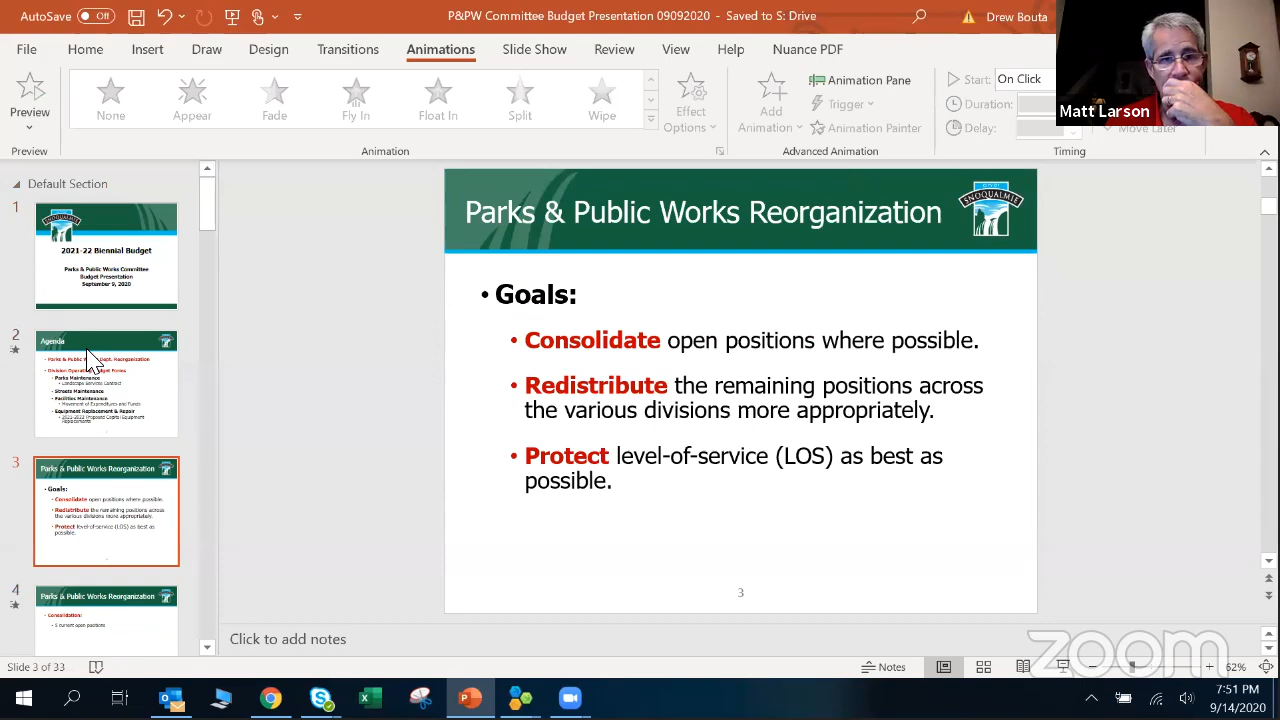 AutoSave Off
P&PW Committee Budget Presentation 09092020 - Saved to S: Drive
Drew Bouta
File Home Insert Draw Design Transitions Animations Slide Show Review View Help Nuance PDF
Preview
None Appear Fade Fly In Float In Split Wipe
Effect Options
Add Animation
Animation Pane
Trigger
Animation Painter
Start: On Click
Duration:
Delay:
Move Later
Preview Animation Advanced Animation Timing
Matt Larson
Default Section
1
2021-22 Biennial Budget
Parks & Public Works Committee
Budget Presentation
September 9, 2020
2
Agenda
Parks & Public Dept. Reorganization
Division Budget Forms
Parks Maintenance
Landscape Services Contract
Streets Maintenance
Facilities Maintenance
Movement of Expenditures and Funds
Equipment Replacement & Repair
2021-2022 Proposed Capital Equipment
Replacements
3
Parks & Public Works Reorganization
Goals:
Consolidate open positions where possible.
Redistribute the remaining positions across
the various divisions more appropriately.
Protect level-of-service (LOS) as best as
possible.
4
Parks & Public Works Reorganization
Consolidation:
5 current open positions
Parks & Public Works Reorganization
SNOQUALMIE
• Goals:
• Consolidate open positions where possible.
• Redistribute the remaining positions across
the various divisions more appropriately.
• Protect level-of-service (LOS) as best as
possible.
3
Click to add notes
zoom
Slide 3 of 33
Notes
62%
7:51 PM
9/14/2020